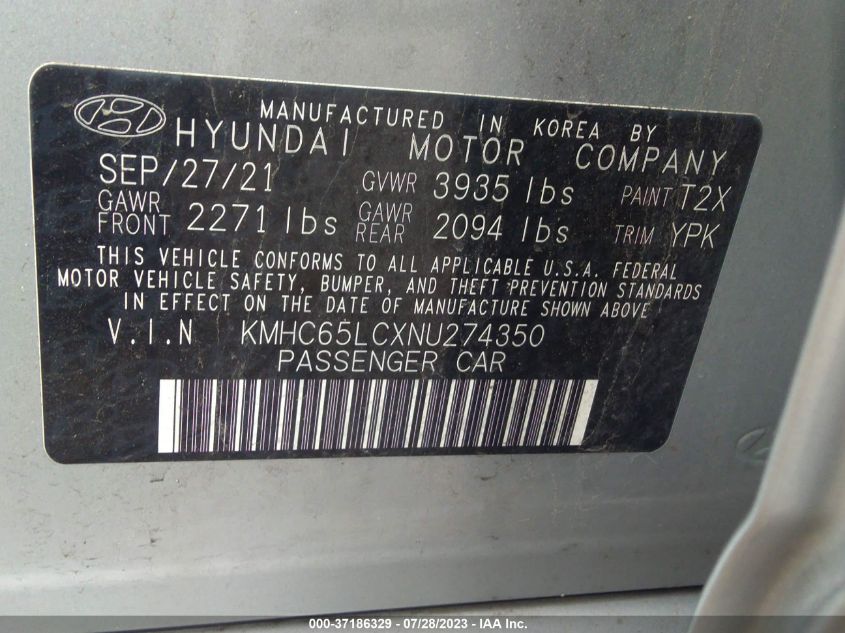 MANUFACTURED IN KOREA BY
HYUNDAI MOTOR COMPANY
SEP/27/21 GVWR 3935 lbs PAINT T2X
GAWR FRONT 2271 lbs GAWR REAR 2094 lbs TRIM YPK
THIS VEHICLE CONFORMS TO ALL APPLICABLE U.S.A. FEDERAL
MOTOR VEHICLE SAFETY, BUMPER, AND THEFT PREVENTION STANDARDS
IN EFFECT ON THE DATE OF MANUFACTURE SHOWN ABOVE
V.I.N KMHC65LCXNU274350
PASSENGER CAR
000-37186329 / 07/28/2023 - IAA Inc.